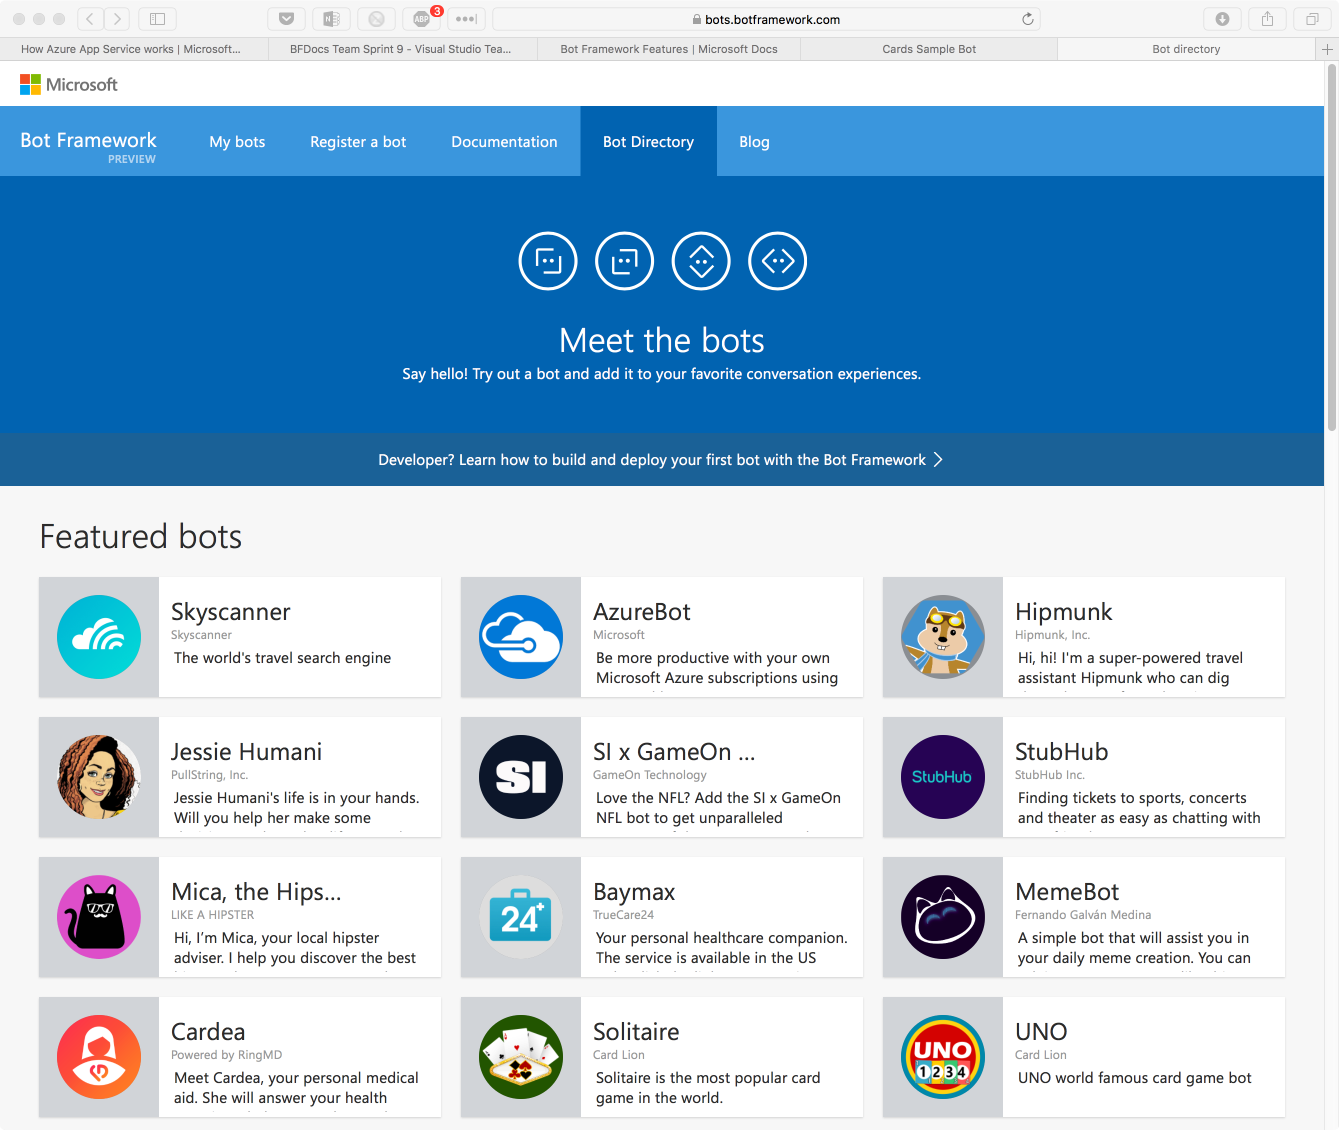 ABP
3
bots.botframework.com
How Azure App Service works | Microsoft...
BFDocs Team Sprint 9 - Visual Studio Tea...
Bot Framework Features | Microsoft Docs
Cards Sample Bot
Bot directory
Microsoft
Bot Framework
PREVIEW
My bots
Register a bot
Documentation
Bot Directory
Blog
Meet the bots
Say hello! Try out a bot and add it to your favorite conversation experiences.
Developer? Learn how to build and deploy your first bot with the Bot Framework
Featured bots
Skyscanner
Skyscanner
The world's travel search engine
AzureBot
Microsoft
Be more productive with your own
Microsoft Azure subscriptions using
Hipmunk
Hipmunk, Inc.
Hi, hi! I'm a super-powered travel
assistant Hipmunk who can dig
Jessie Humani
PullString, Inc.
Jessie Humani's life is in your hands.
Will you help her make some
SI
SI x GameOn ...
GameOn Technology
Love the NFL? Add the SI x GameOn
NFL bot to get unparalleled
StubHub
StubHub
StubHub Inc.
Finding tickets to sports, concerts
and theater as easy as chatting with
Mica, the Hips...
LIKE A HIPSTER
Hi, I’m Mica, your local hipster
adviser. I help you discover the best
24+
Baymax
TrueCare24
Your personal healthcare companion.
The service is available in the US
MemeBot
Fernando Galván Medina
A simple bot that will assist you in
your daily meme creation. You can
Cardea
Powered by RingMD
Meet Cardea, your personal medical
aid. She will answer your health
Solitaire
Card Lion
Solitaire is the most popular card
game in the world.
UNO
1 2 3 4
UNO
Card Lion
UNO world famous card game bot